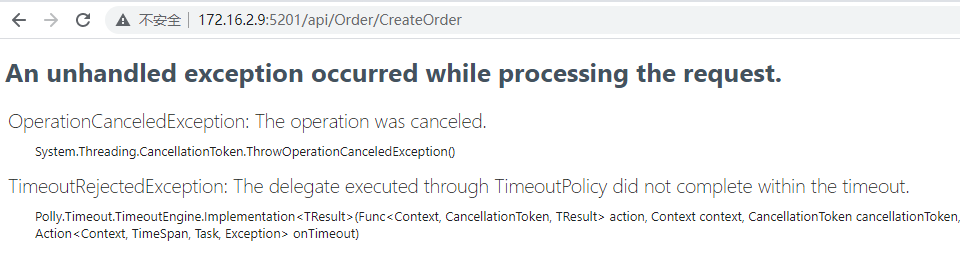 不安全 | 172.16.2.9:5201/api/Order/CreateOrder
An unhandled exception occurred while processing the request.
OperationCanceledException: The operation was canceled.
System.Threading.CancellationToken.ThrowOperationCanceledException()
TimeoutRejectedException: The delegate executed through TimeoutPolicy did not complete within the timeout.
Polly.Timeout.TimeoutEngine.Implementation<TResult>(Func<Context, CancellationToken, TResult> action, Context context, CancellationToken cancellationToken,
Action<Context, TimeSpan, Task, Exception> onTimeout)